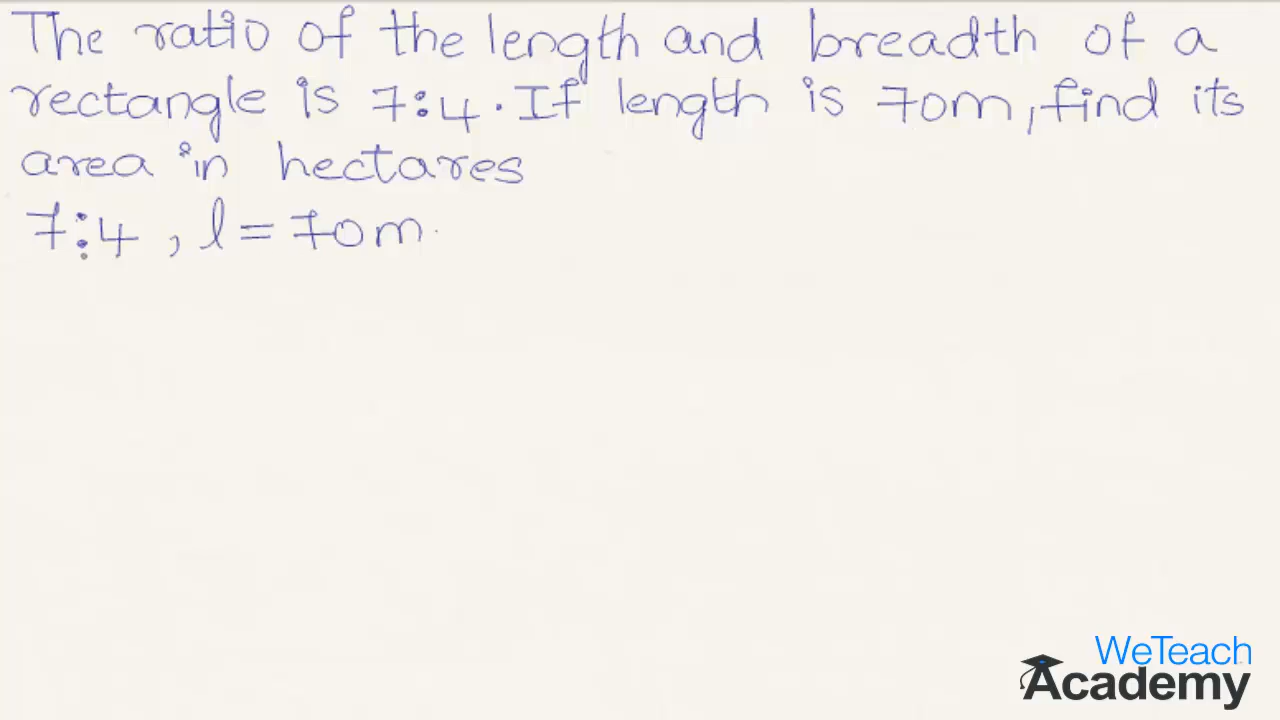 The ratio of the length and breadth of a
rectangle is 7:4. If length is 70m, find its
area in hectares
7:4, l = 70m
WeTeach
Academy